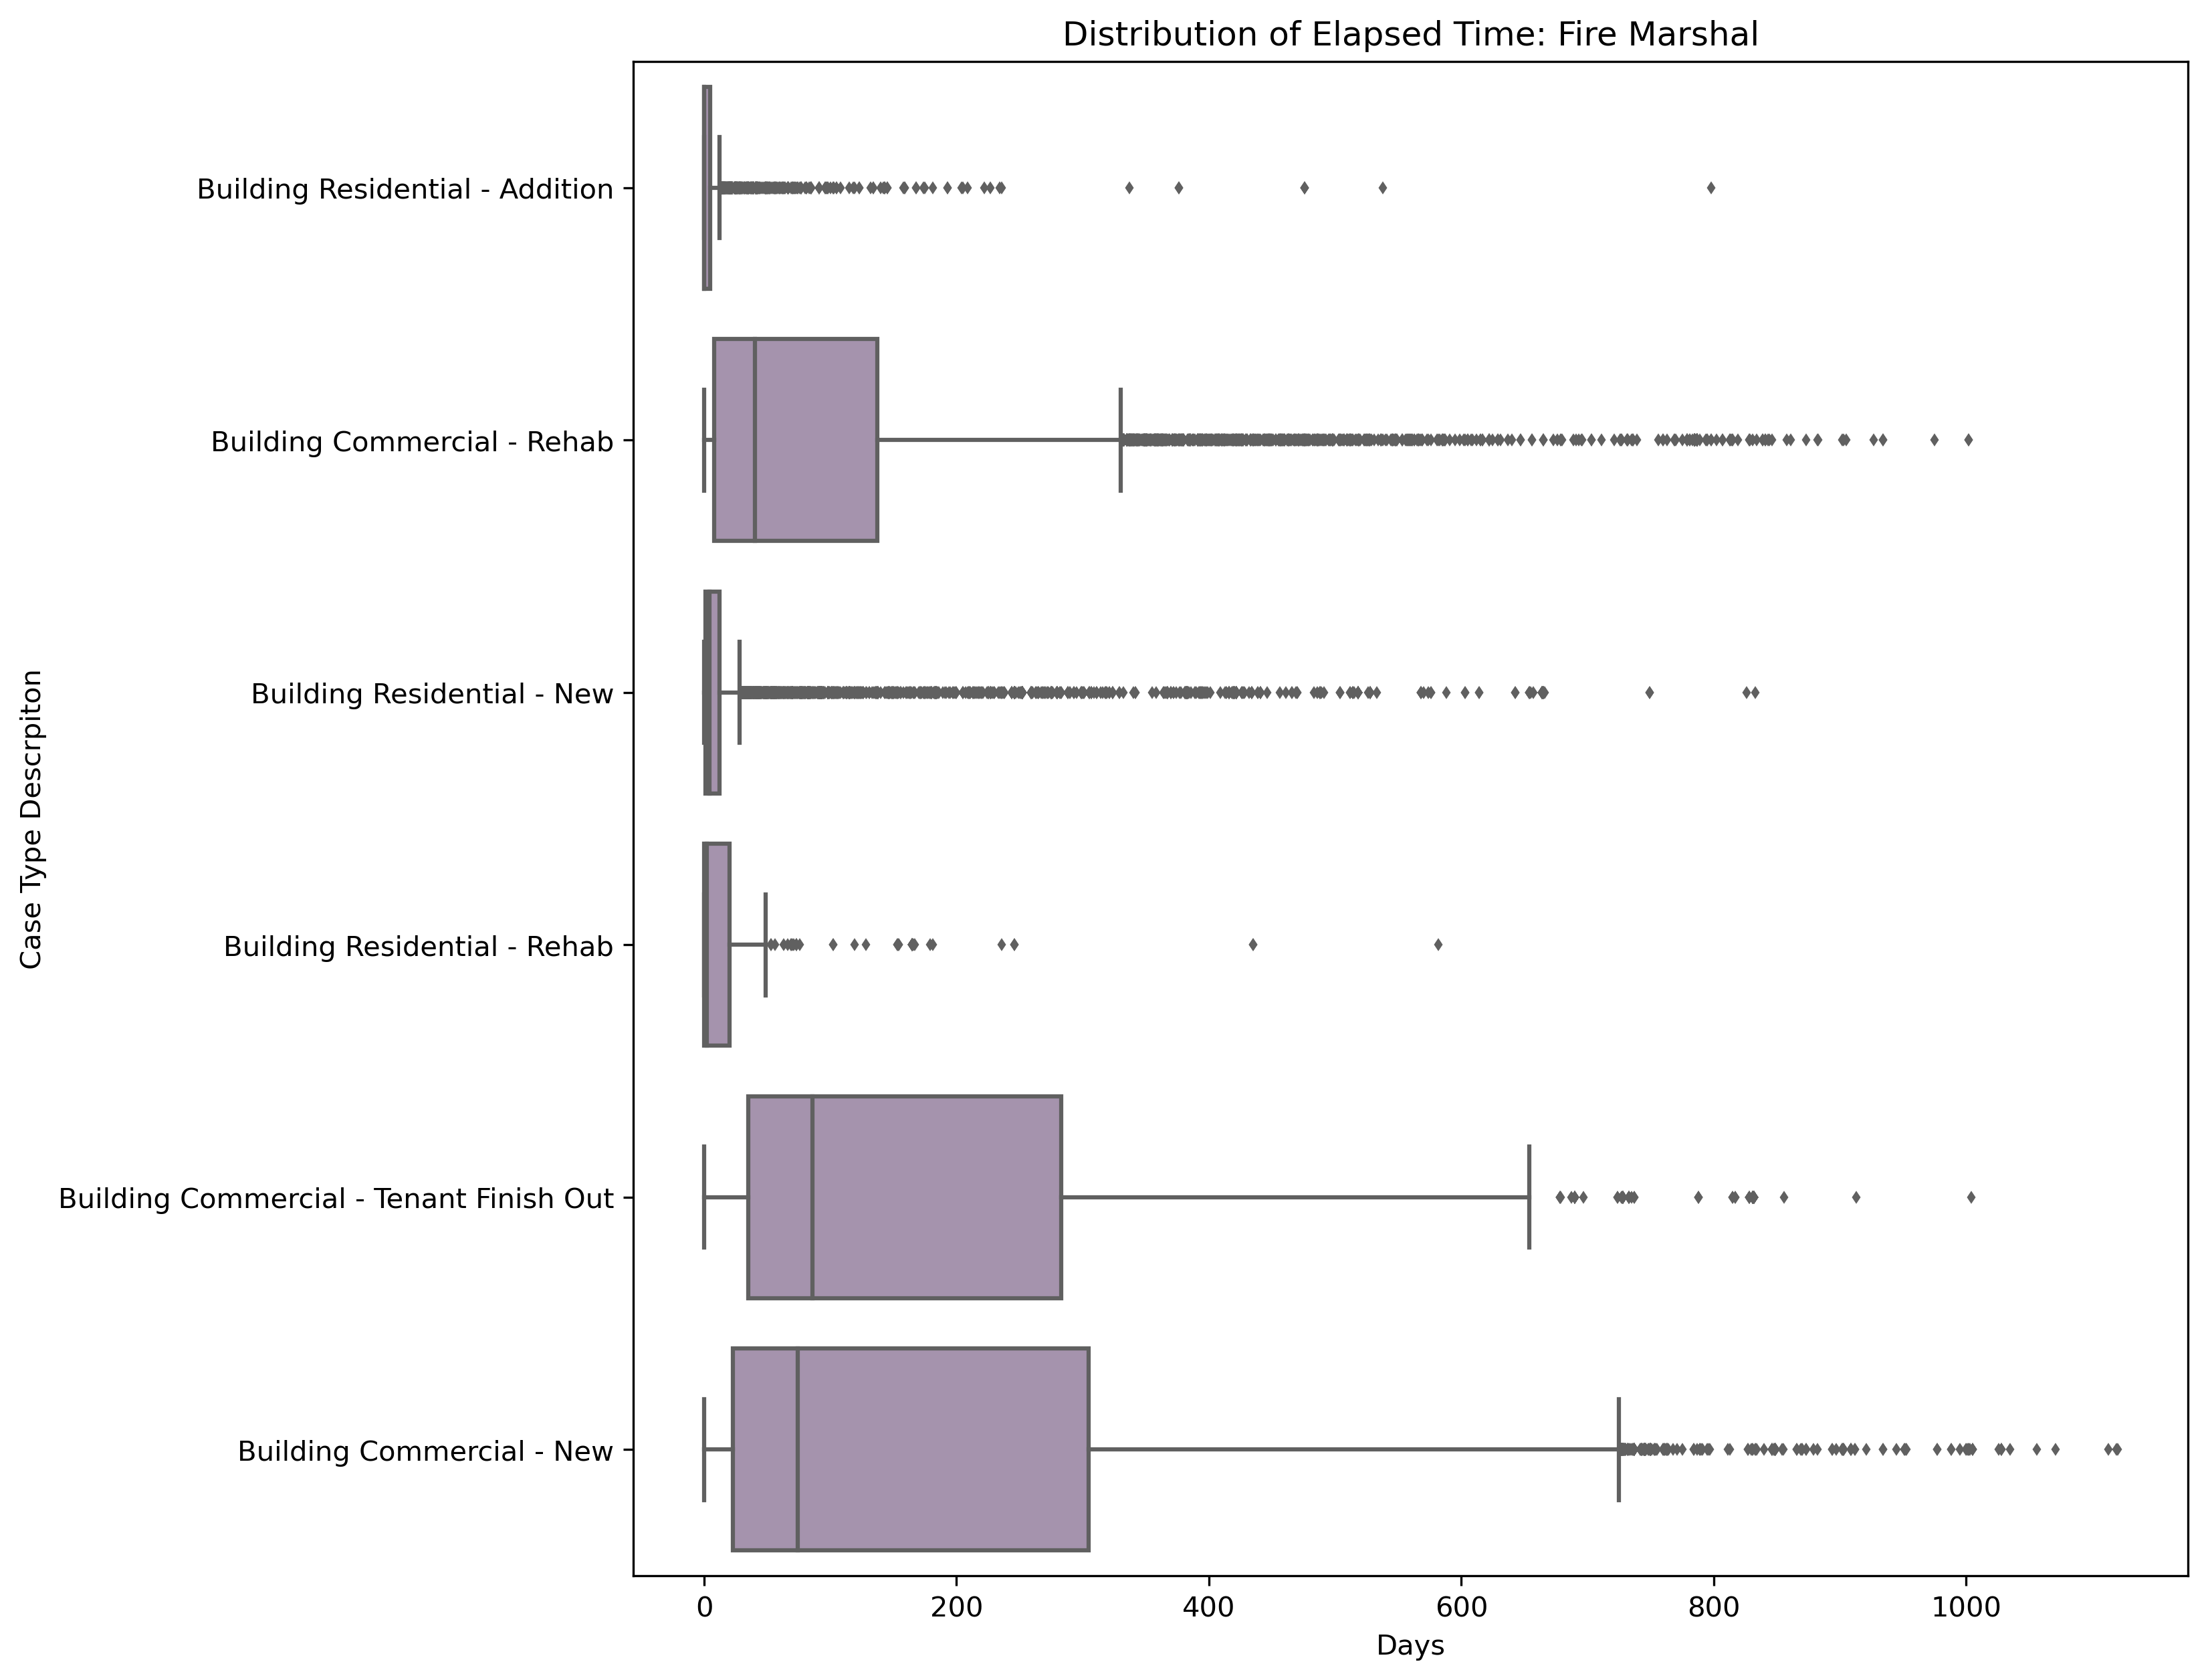 Distribution of Elapsed Time: Fire Marshal
Case Type Descrpiton
Building Residential - Addition
Building Commercial - Rehab
Building Residential - New
Building Residential - Rehab
Building Commercial - Tenant Finish Out
Building Commercial - New
0 200 400 600 800 1000
Days